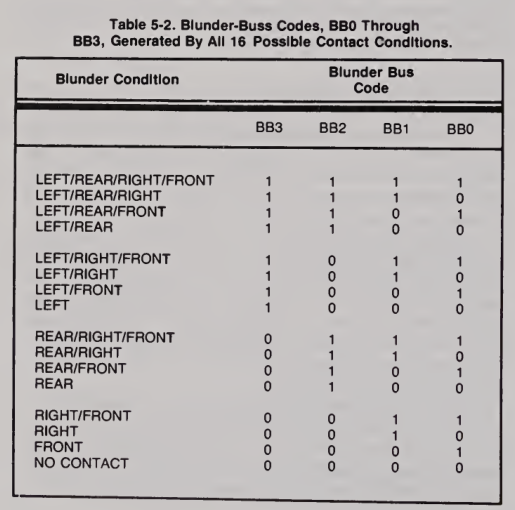 Table 5-2. Blunder-Buss Codes, BB0 Through
BB3, Generated By All 16 Possible Contact Conditions.
Blunder Condition Blunder Bus
Code
BB3 BB2 BB1 BB0
LEFT/REAR/RIGHT/FRONT 1 1 1 1
LEFT/REAR/RIGHT 1 1 1 0
LEFT/REAR/FRONT 1 1 0 1
LEFT/REAR 1 1 0 0
LEFT/RIGHT/FRONT 1 0 1 1
LEFT/RIGHT 1 0 1 0
LEFT/FRONT 1 0 0 1
LEFT 1 0 0 0
REAR/RIGHT/FRONT 0 1 1 1
REAR/RIGHT 0 1 1 0
REAR/FRONT 0 1 0 1
REAR 0 1 0 0
RIGHT/FRONT 0 0 1 1
RIGHT 0 0 1 0
FRONT 0 0 0 1
NO CONTACT 0 0 0 0